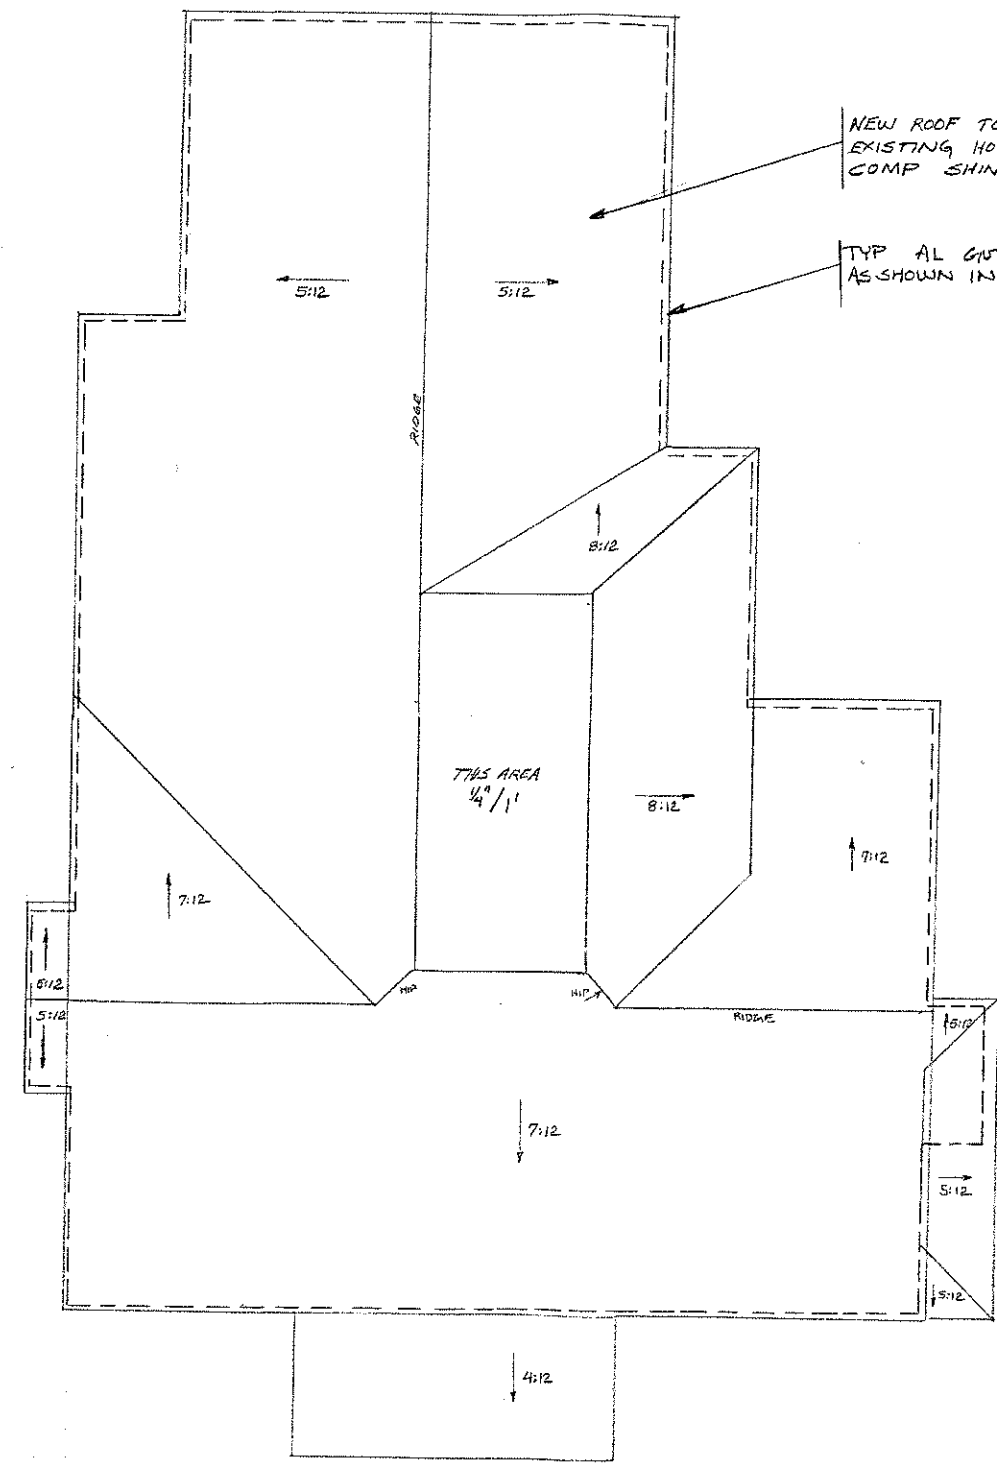 NEW ROOF TO
EXISTING HO
COMP SHIN
TYP AL GUT
AS SHOWN IN
5:12
5:12
RIDGE
8:12
THIS AREA
1/4"/1'
8:12
7:12
7:12
5:12
5:12
HIP
HIP
RIDGE
5:12
7:12
5:12
5:12
4:12